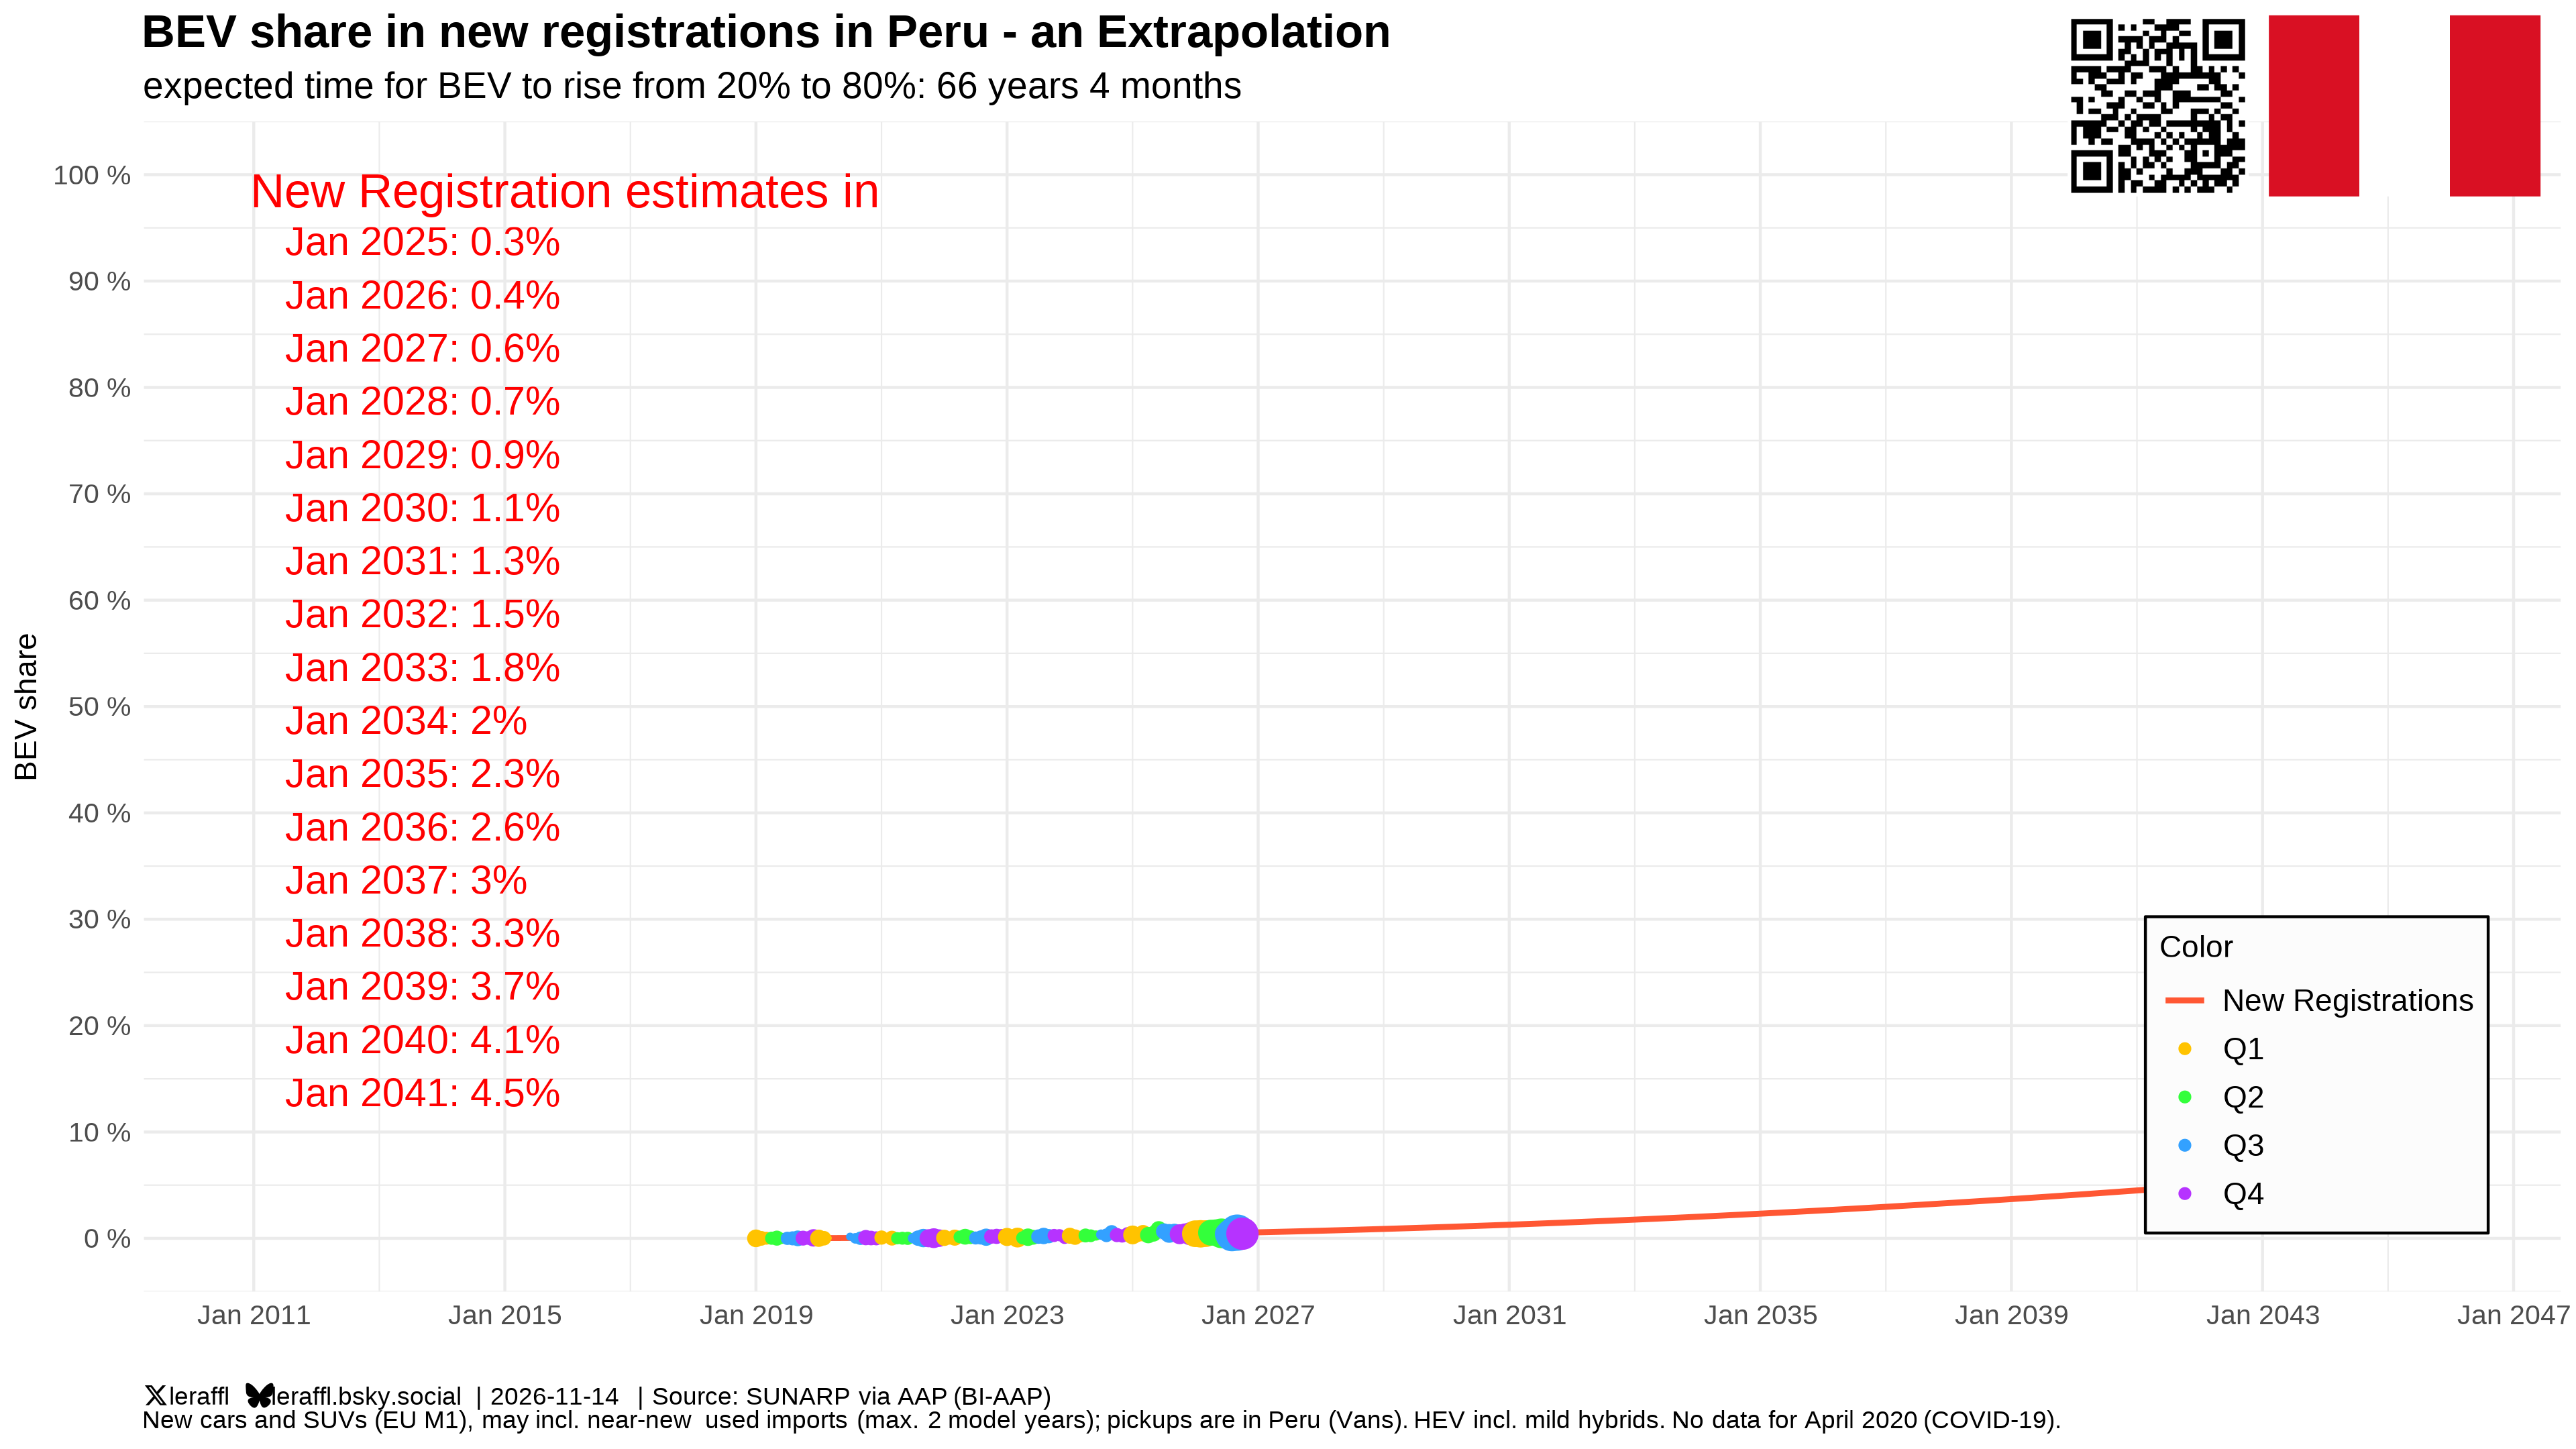 BEV share in new registrations in Peru - an Extrapolation
expected time for BEV to rise from 20% to 80%: 66 years 4 months
New Registration estimates in
Jan 2025: 0.3%
Jan 2026: 0.4%
Jan 2027: 0.6%
Jan 2028: 0.7%
Jan 2029: 0.9%
Jan 2030: 1.1%
Jan 2031: 1.3%
Jan 2032: 1.5%
Jan 2033: 1.8%
Jan 2034: 2%
Jan 2035: 2.3%
Jan 2036: 2.6%
Jan 2037: 3%
Jan 2038: 3.3%
Jan 2039: 3.7%
Jan 2040: 4.1%
Jan 2041: 4.5%
BEV share
100 %
90 %
80 %
70 %
60 %
50 %
40 %
30 %
20 %
10 %
0 %
Color
New Registrations
Q1
Q2
Q3
Q4
Jan 2011
Jan 2015
Jan 2019
Jan 2023
Jan 2027
Jan 2031
Jan 2035
Jan 2039
Jan 2043
Jan 2047
leraffl leraffl.bsky.social | 2026-11-14 | Source: SUNARP via AAP (BI-AAP)
New cars and SUVs (EU M1), may incl. near-new used imports (max. 2 model years); pickups are in Peru (Vans). HEV incl. mild hybrids. No data for April 2020 (COVID-19).